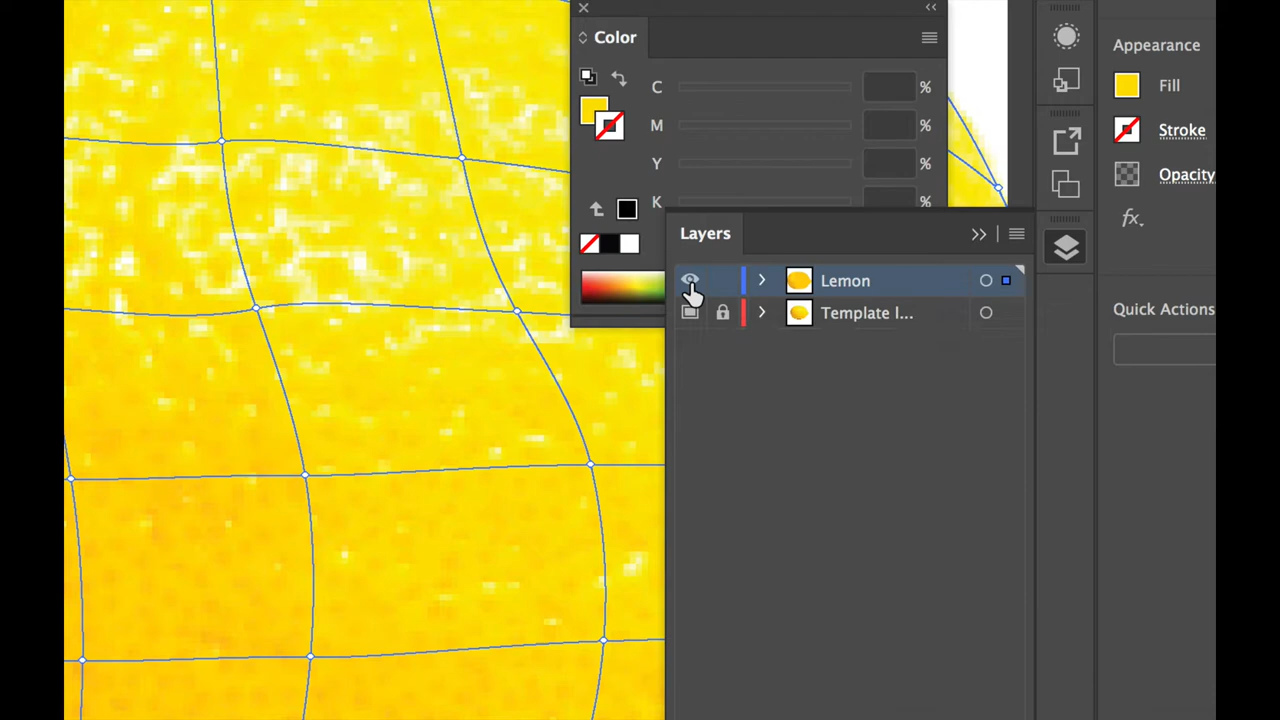 Color
C %
M %
Y %
K %
Layers
Lemon
Template I...
Appearance
Fill
Stroke
Opacity
fx.
Quick Actions